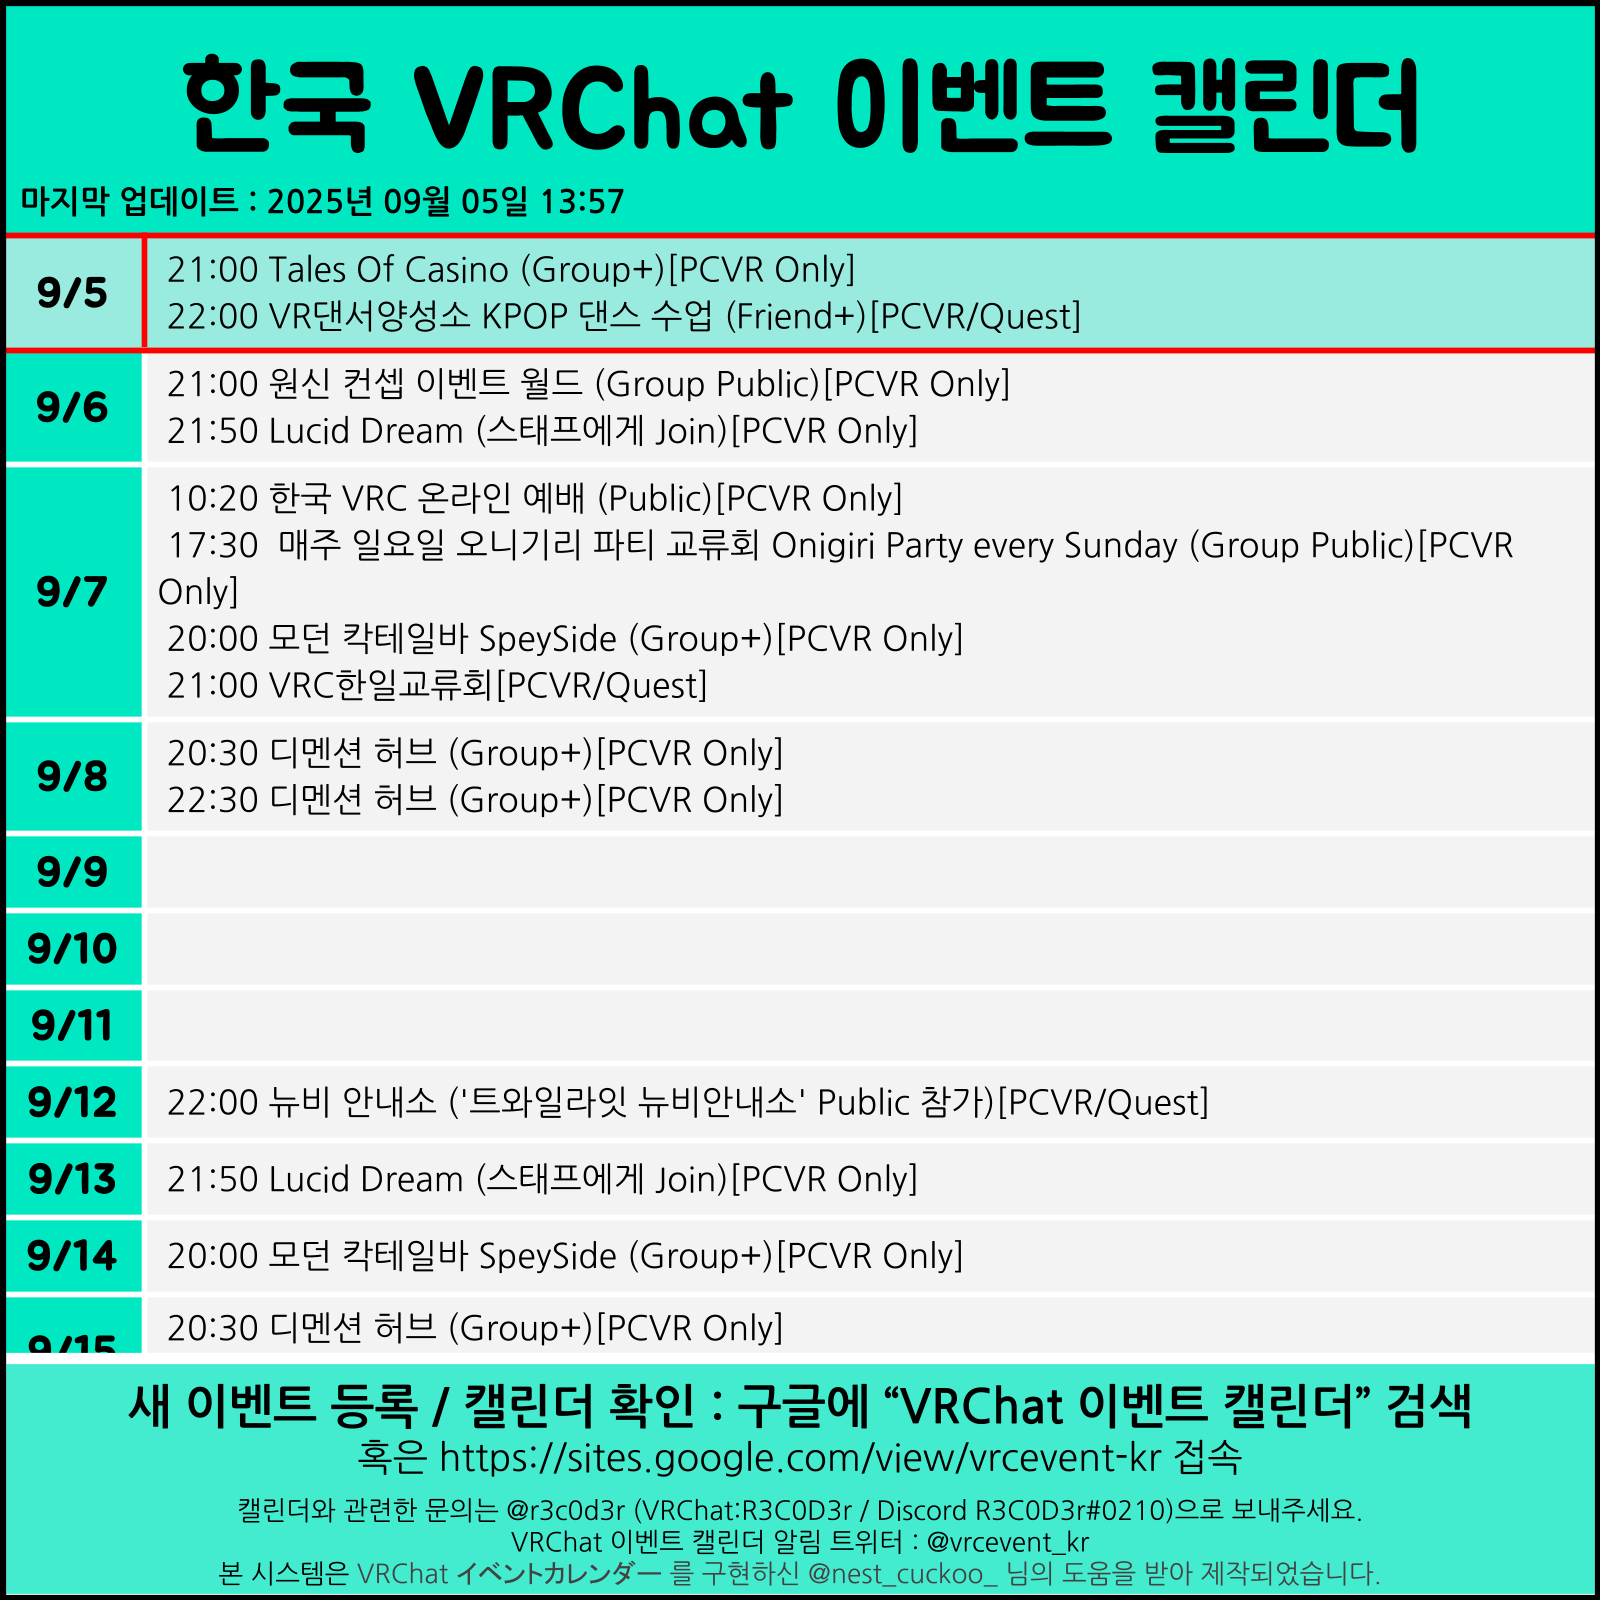 한국 VRChat 이벤트 캘린더
마지막 업데이트 : 2025년 09월 05일 13:57
9/5
21:00 Tales Of Casino (Group+)[PCVR Only]
22:00 VR댄서양성소 KPOP 댄스 수업 (Friend+)[PCVR/Quest]
9/6
21:00 원신 컨셉 이벤트 월드 (Group Public)[PCVR Only]
21:50 Lucid Dream (스태프에게 Join)[PCVR Only]
9/7
10:20 한국 VRC 온라인 예배 (Public)[PCVR Only]
17:30 매주 일요일 오니기리 파티 교류회 Onigiri Party every Sunday (Group Public)[PCVR
Only]
20:00 모던 칵테일바 SpeySide (Group+)[PCVR Only]
21:00 VRC한일교류회[PCVR/Quest]
9/8
20:30 디멘션 허브 (Group+)[PCVR Only]
22:30 디멘션 허브 (Group+)[PCVR Only]
9/9
9/10
9/11
9/12
22:00 뉴비 안내소 ('트와일라잇 뉴비안내소' Public 참가)[PCVR/Quest]
9/13
21:50 Lucid Dream (스태프에게 Join)[PCVR Only]
9/14
20:00 모던 칵테일바 SpeySide (Group+)[PCVR Only]
9/15
20:30 디멘션 허브 (Group+)[PCVR Only]
새 이벤트 등록 / 캘린더 확인 : 구글에 “VRChat 이벤트 캘린더” 검색
혹은 https://sites.google.com/view/vrcevent-kr 접속
캘린더와 관련한 문의는 @r3c0d3r (VRChat:R3C0D3r / Discord R3C0D3r#0210)으로 보내주세요.
VRChat 이벤트 캘린더 알림 트위터 : @vrcevent_kr
본 시스템은 VRChat イベントカレンダー 를 구현하신 @nest_cuckoo_ 님의 도움을 받아 제작되었습니다.